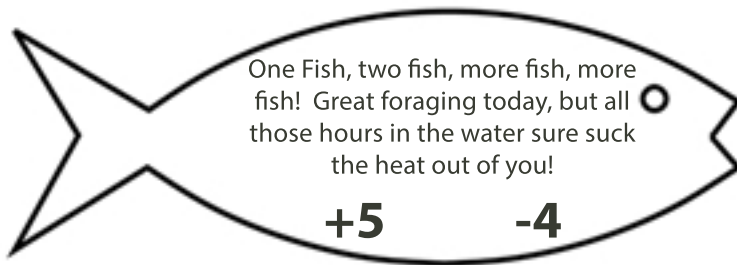 One Fish, two fish, more fish, more
fish!  Great foraging today, but all
those hours in the water sure suck
the heat out of you!
+5 -4